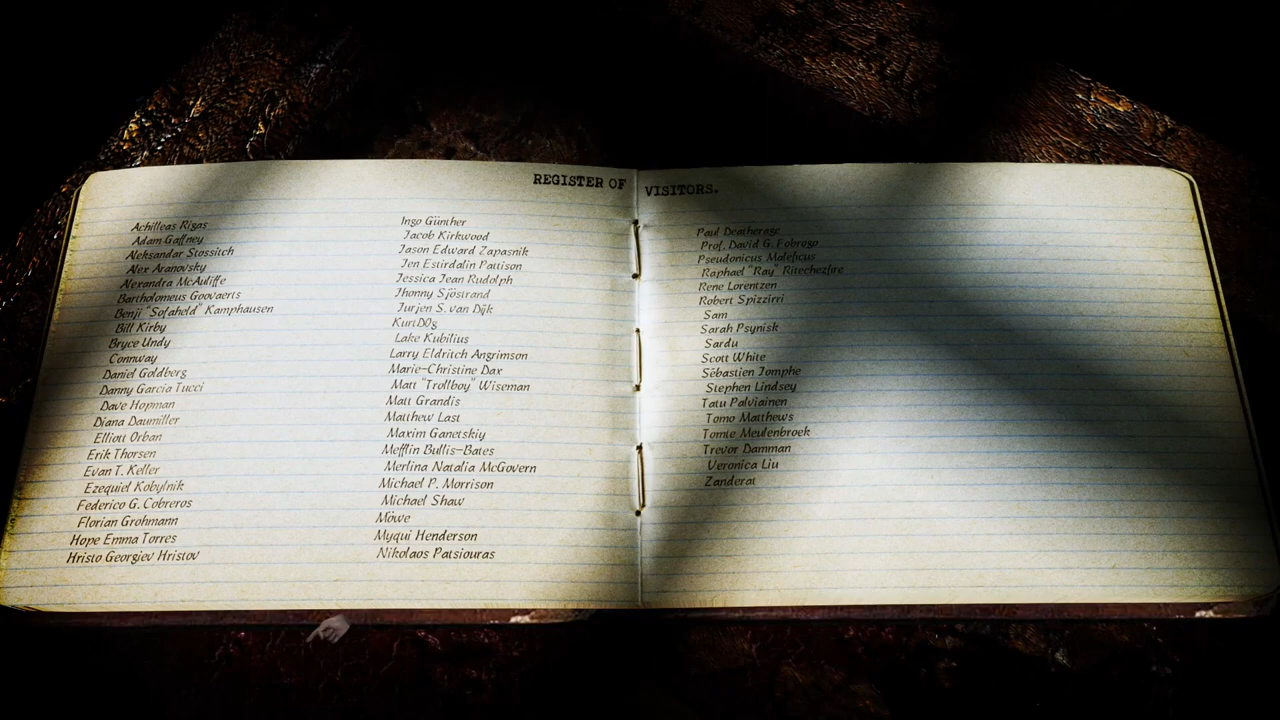 REGISTER OF VISITORS.
Achilleas Rigas
Adam Gaffney
Aleksandar Stossitch
Alex Aranovsky
Alexandra McAuliffe
Bartholomeus Goovaerts
Benji "Sofaheld" Kamphausen
Bill Kirby
Bryce Undy
Connway
Daniel Goldberg
Danny Garcia Tucci
Dave Hopman
Diana Daumiller
Elliott Orban
Erik Thorsen
Evan T. Keller
Ezequiel Kobylnik
Federico G. Cobreros
Florian Grohmann
Hope Emma Torres
Hristo Georgiev Hristov
Ingo Günther
Jacob Kirkwood
Jason Edward Zapasnik
Jen Estirdalin Pattison
Jessica Jean Rudolph
Jhonny Sjöstrand
Jurjen S. van Dijk
KurtD0g
Lake Kubilius
Larry Eldritch Angrimson
Marie-Christine Dax
Matt "Trollboy" Wiseman
Matt Grandis
Matthew Last
Maxim Ganetskiy
Mefflin Bullis-Bates
Merlina Natalia McGovern
Michael P. Morrison
Michael Shaw
Möwe
Myqui Henderson
Nikolaos Patsiouras
Paul Deatherage
Prof. David G. Fobrogo
Pseudonicus Maleficus
Raphael "Ray" Ritechezfire
Rene Lorentzen
Robert Spizzirri
Sam
Sarah Psynisk
Sardu
Scott White
Sébastien Jomphe
Stephen Lindsey
Tatu Palviainen
Tomo Matthews
Tomte Meulenbroek
Trevor Damman
Veronica Liu
Zanderat